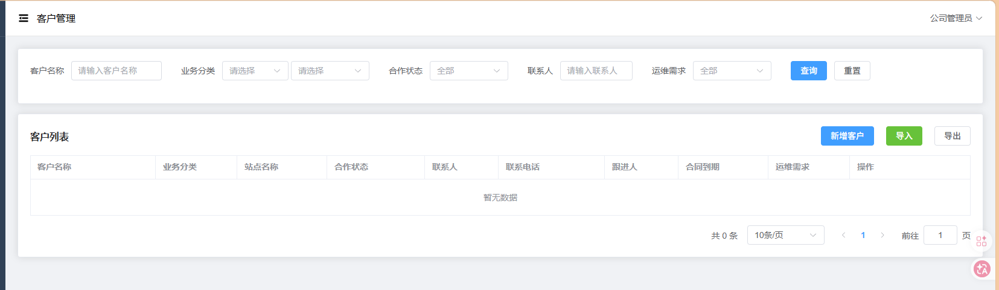 客户管理
公司管理员
客户名称 请输入客户名称 业务分类 请选择 请选择 合作状态 全部 联系人 请输入联系人 运维需求 全部 查询 重置
客户列表 新增客户 导入 导出
客户名称 业务分类 站点名称 合作状态 联系人 联系电话 跟进人 合同到期 运维需求 操作
暂无数据
共 0 条 10条/页 1 前往 1 页